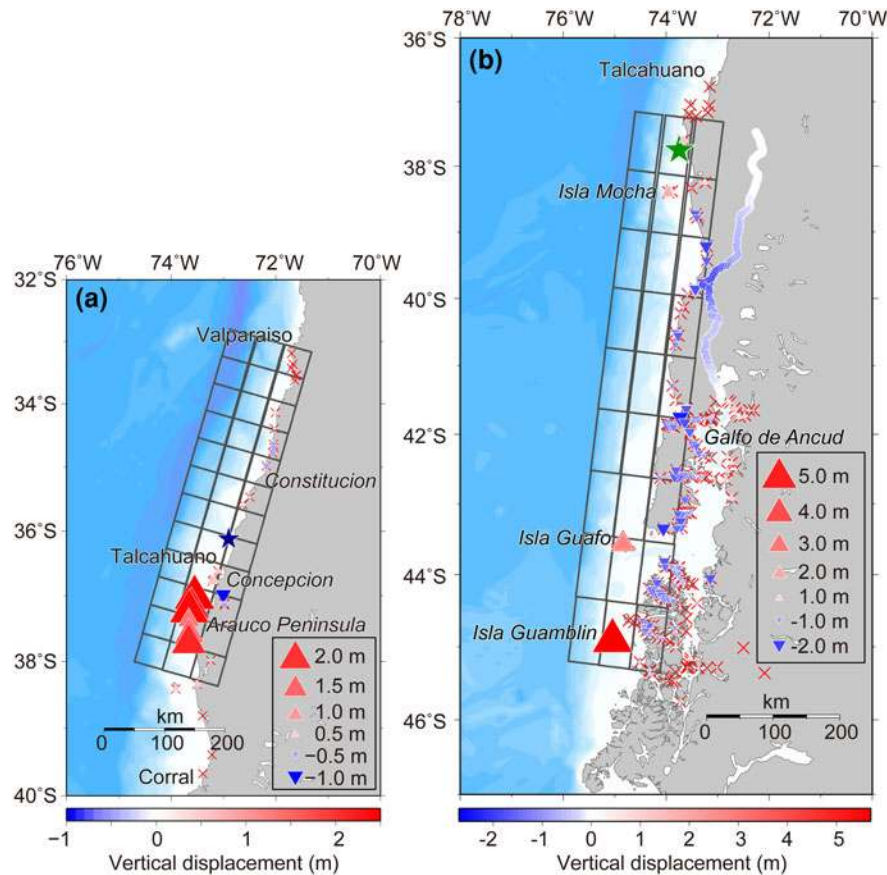 78°W 76°W 74°W 72°W 70°W
36°S
(b)
Talcahuano
38°S
Isla Mocha
40°S
42°S
Galfo de Ancud
5.0 m
4.0 m
3.0 m
2.0 m
1.0 m
-1.0 m
-2.0 m
Isla Guafo
44°S
Isla Guamblin
km
0 100 200
46°S
-2 -1 0 1 2 3 4 5
Vertical displacement (m)
76°W 74°W 72°W 70°W
32°S
(a)
Valparaiso
34°S
Constitucion
36°S
Talcahuano
Concepcion
Arauco Peninsula
38°S
2.0 m
1.5 m
1.0 m
0.5 m
−0.5 m
−1.0 m
km
0 100 200
Corral
40°S
−1 0 1 2
Vertical displacement (m)